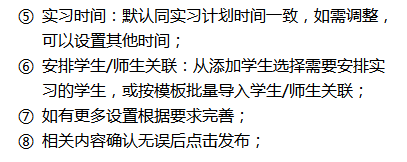 ⑤ 实习时间：默认同实习计划时间一致，如需调整，
可以设置其他时间；
⑥ 安排学生/师生关联：从添加学生选择需要安排实
习的学生，或按模板批量导入学生/师生关联；
⑦ 如有更多设置根据要求完善；
⑧ 相关内容确认无误后点击发布；